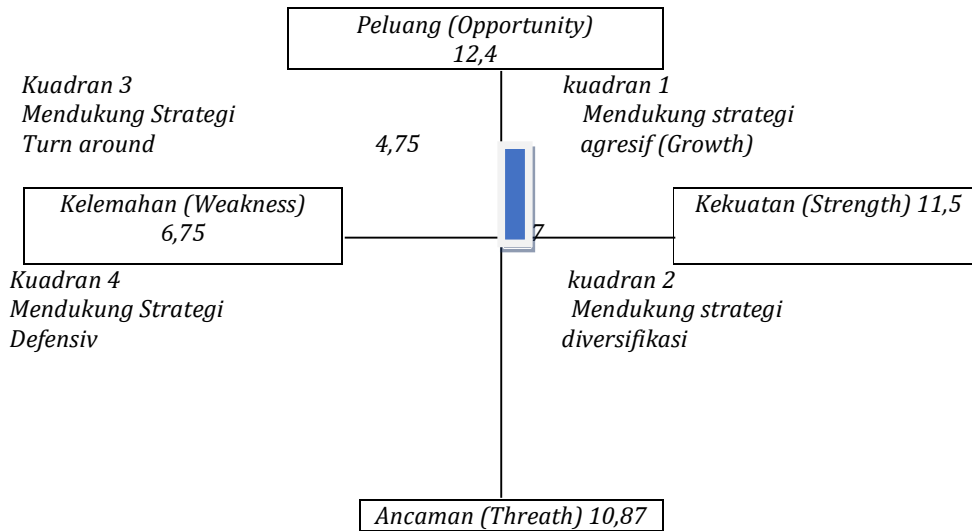 Peluang (Opportunity)
12,4
Kuadran 3
Mendukung Strategi
Turn around
4,75
kuadran 1
Mendukung strategi
agresif (Growth)
Kelemahan (Weakness)
6,75
7
Kekuatan (Strength) 11,5
Kuadran 4
Mendukung Strategi
Defensiv
kuadran 2
Mendukung strategi
diversifikasi
Ancaman (Threath) 10,87